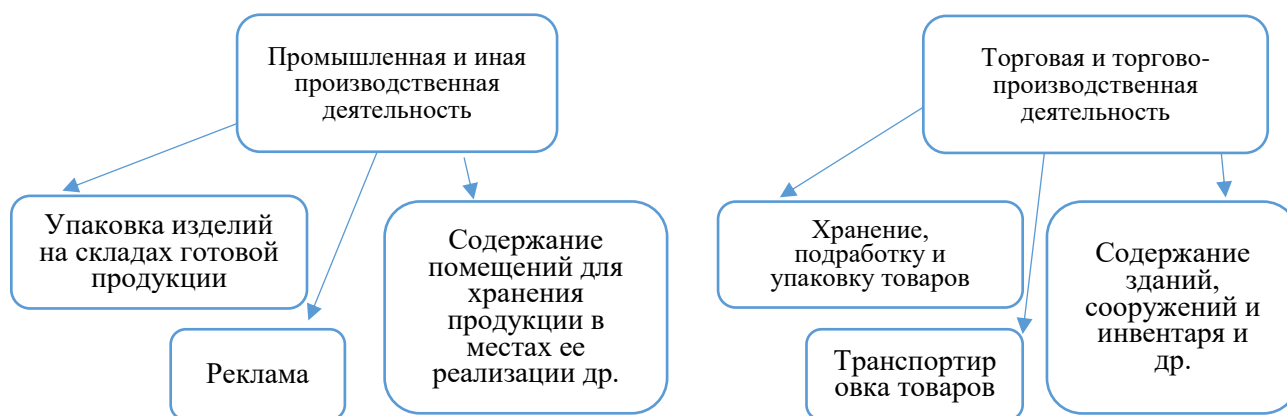 Промышленная и иная
производственная
деятельность
Упаковка изделий
на складах готовой
продукции
Реклама
Содержание
помещений для
хранения
продукции в
местах ее
реализации др.
Торговая и торгово-
производственная
деятельность
Хранение,
подработку и
упаковку товаров
Транспортир
овка товаров
Содержание
зданий,
сооружений и
инвентаря и
др.